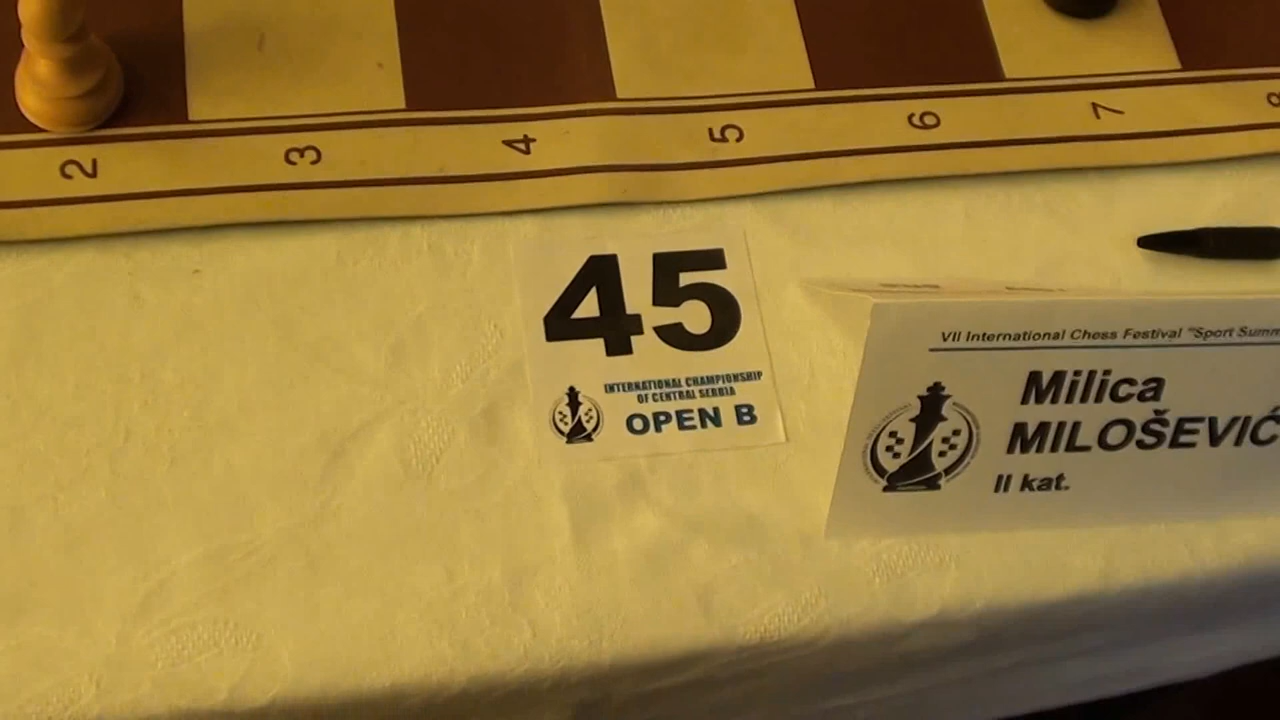 2 3 4 5 6 7 8
45
INTERNATIONAL CHAMPIONSHIP
OF CENTRAL SERBIA
OPEN B
VII International Chess Festival "Sport Summ
Milica
MILOŠEVIĆ
II kat.